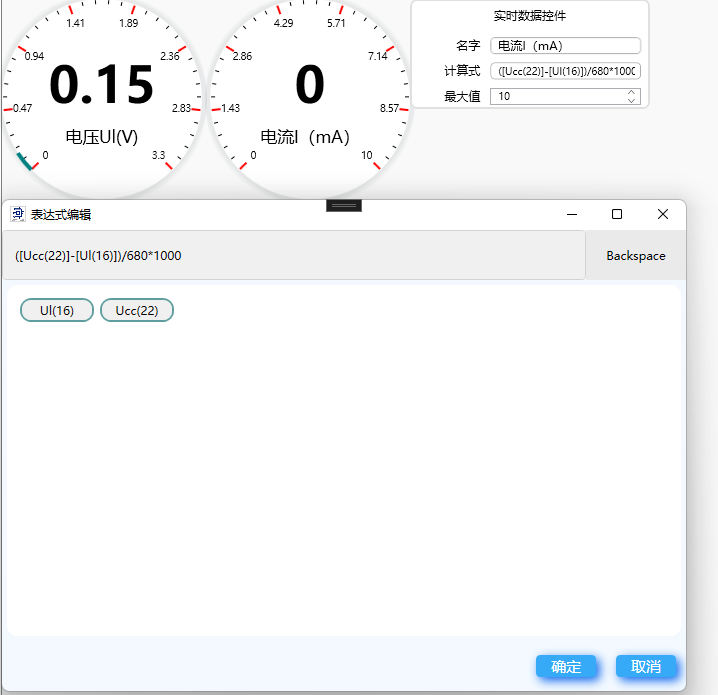 1.41 1.89
0.94 2.36
0.15
0.47 2.83
电压Ul(V)
0 3.3
4.29 5.71
2.86 7.14
0
1.43 8.57
电流I（mA）
0 10
实时数据控件
名字 电流I（mA）
计算式 ([Ucc(22)]-[Ul(16)])/680*1000
最大值 10
表达式编辑
([Ucc(22)]-[Ul(16)])/680*1000 Backspace
Ul(16) Ucc(22)
确定 取消